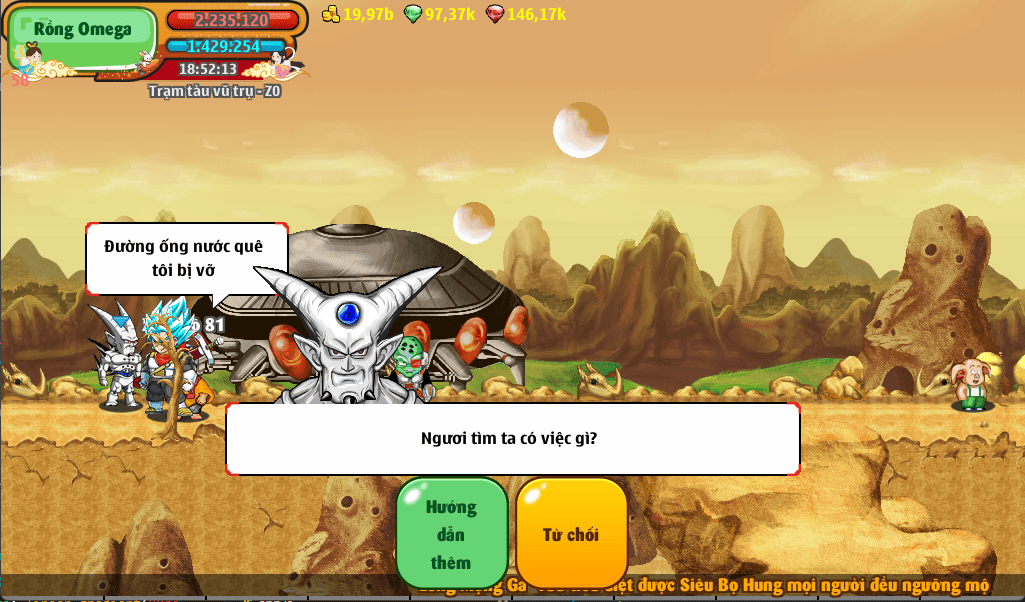 Rồng Omega
2.235.120
19,97b 97,37k 146,17k
1.429.254
18:52:13
58
Trạm tàu vũ trụ - Z0
Đường ống nước quê
tôi bị vỡ
81
Ngươi tìm ta có việc gì?
Hướng
dẫn
thêm
Từ chối
được Siêu Bọ Hung mọi người đều ngưỡng mộ